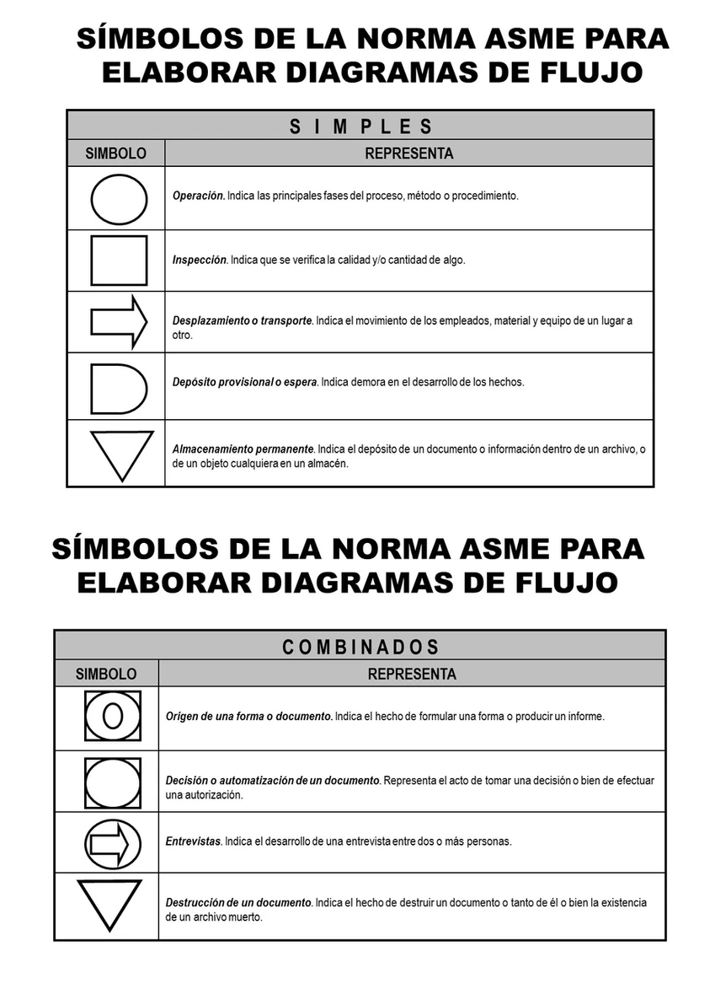 SÍMBOLOS DE LA NORMA ASME PARA
ELABORAR DIAGRAMAS DE FLUJO
S I M P L E S
SIMBOLO REPRESENTA
Operación. Indica las principales fases del proceso, método o procedimiento.
Inspección. Indica que se verifica la calidad y/o cantidad de algo.
Desplazamiento o transporte. Indica el movimiento de los empleados, material y equipo de un lugar a
otro.
Depósito provisional o espera. Indica demora en el desarrollo de los hechos.
Almacenamiento permanente. Indica el depósito de un documento o información dentro de un archivo, o
de un objeto cualquiera en un almacén.
SÍMBOLOS DE LA NORMA ASME PARA
ELABORAR DIAGRAMAS DE FLUJO
C O M B I N A D O S
SIMBOLO REPRESENTA
Origen de una forma o documento. Indica el hecho de formular una forma o producir un informe.
Decisión o automatización de un documento. Representa el acto de tomar una decisión o bien de efectuar
una autorización.
Entrevistas. Indica el desarrollo de una entrevista entre dos o más personas.
Destrucción de un documento. Indica el hecho de destruir un documento o tanto de él o bien la existencia
de un archivo muerto.